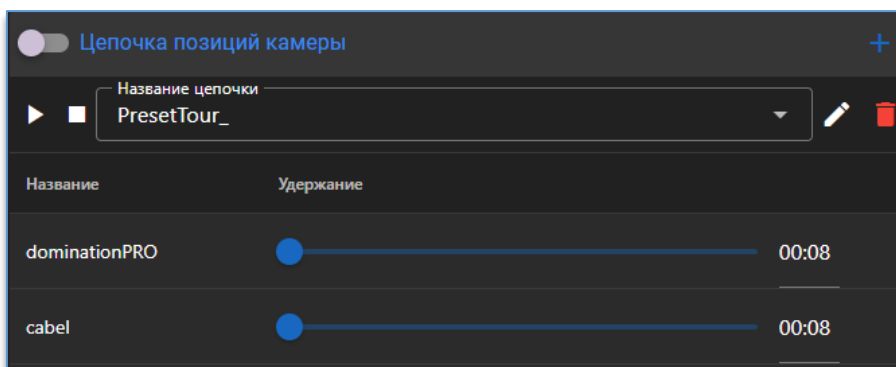 Цепочка позиций камеры
Название цепочки
PresetTour_
Название Удержание
dominationPRO 00:08
cabel 00:08